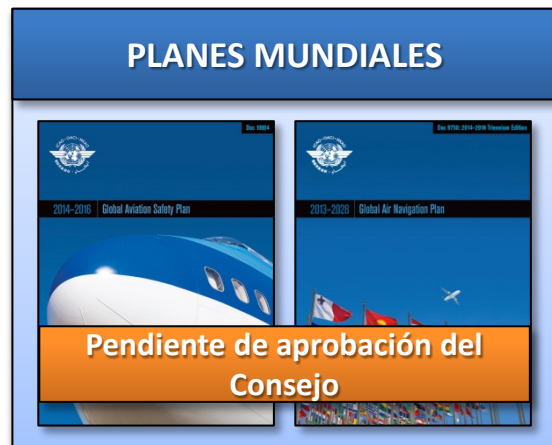 PLANES MUNDIALES
Doc 10004
Doc 9750: 2014–2016 Triennium Edition
2014–2016 | Global Aviation Safety Plan
2013–2028 | Global Air Navigation Plan
Pendiente de aprobación del
Consejo